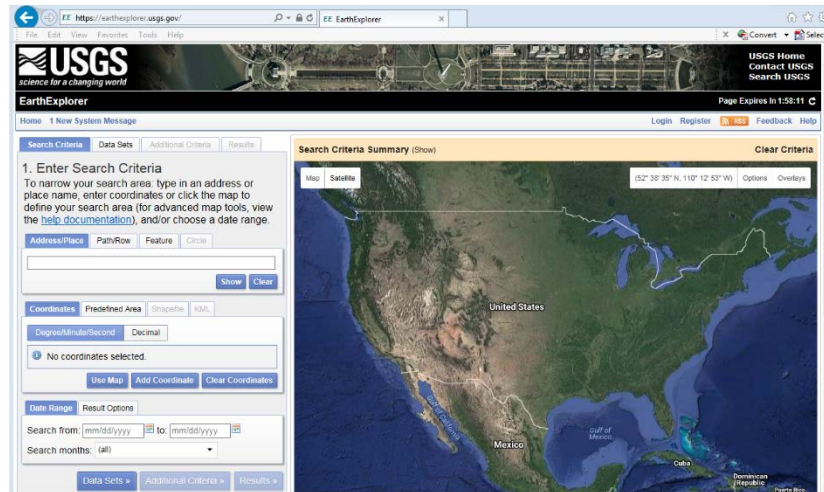 https://earthexplorer.usgs.gov/
EE EarthExplorer
File Edit View Favorites Tools Help
Convert
Selec
USGS
science for a changing world
USGS Home
Contact USGS
Search USGS
EarthExplorer
Page Expires In 1:58:11
Home 1 New System Message
Login Register RSS Feedback Help
Search Criteria Data Sets Additional Criteria Results
1. Enter Search Criteria
To narrow your search area: type in an address or
place name, enter coordinates or click the map to
define your search area (for advanced map tools, view
the help documentation), and/or choose a date range.
Address/Place Path/Row Feature Circle
Show Clear
Coordinates Predefined Area Shapefile KML
Degree/Minute/Second Decimal
No coordinates selected.
Use Map Add Coordinate Clear Coordinates
Date Range Result Options
Search from: mm/dd/yyyy to: mm/dd/yyyy
Search months: (all)
Data Sets » Additional Criteria » Results »
Search Criteria Summary (Show)
Clear Criteria
Map Satellite
(52° 38' 35" N, 110° 12' 53" W) Options Overlays
United States
Gulf of California
Gulf of
Mexico
Mexico
Cuba
Dominican
Republic
Puerto Rico